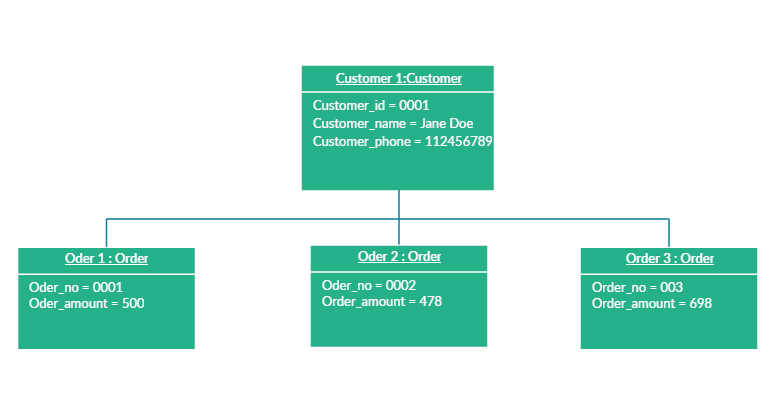 Customer 1:Customer
Customer_id = 0001
Customer_name = Jane Doe
Customer_phone = 112456789
Oder 1 : Order
Oder_no = 0001
Oder_amount = 500
Oder 2 : Order
Oder_no = 0002
Order_amount = 478
Order 3 : Order
Order_no = 003
Order_amount = 698